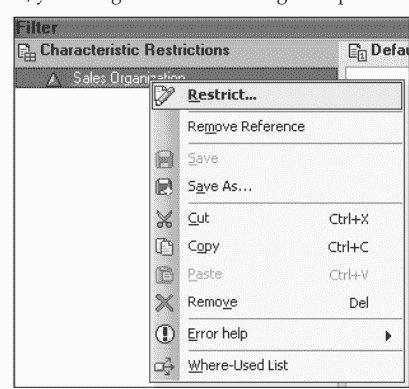 Filter
Characteristic Restrictions
Defau
Sales Organization
Restrict...
Remove Reference
Save
Save As...
Cut Ctrl+X
Copy Ctrl+C
Paste Ctrl+V
Remove Del
Error help
Where-Used List